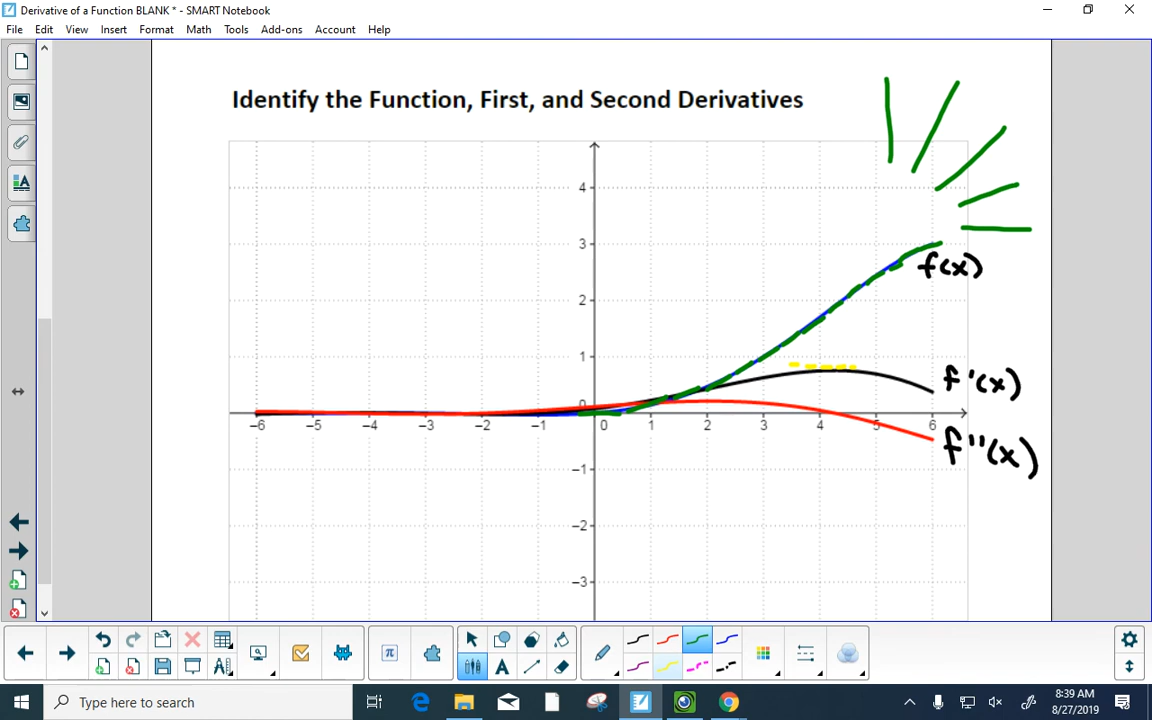 Derivative of a Function BLANK * - SMART Notebook
File Edit View Insert Format Math Tools Add-ons Account Help
Identify the Function, First, and Second Derivatives
4
3
f(x)
2
1
f'(x)
0
−6 −5 −4 −3 −2 −1 0 1 2 3 4 5 6
f''(x)
−1
−2
−3
π A
Type here to search
8:39 AM
8/27/2019